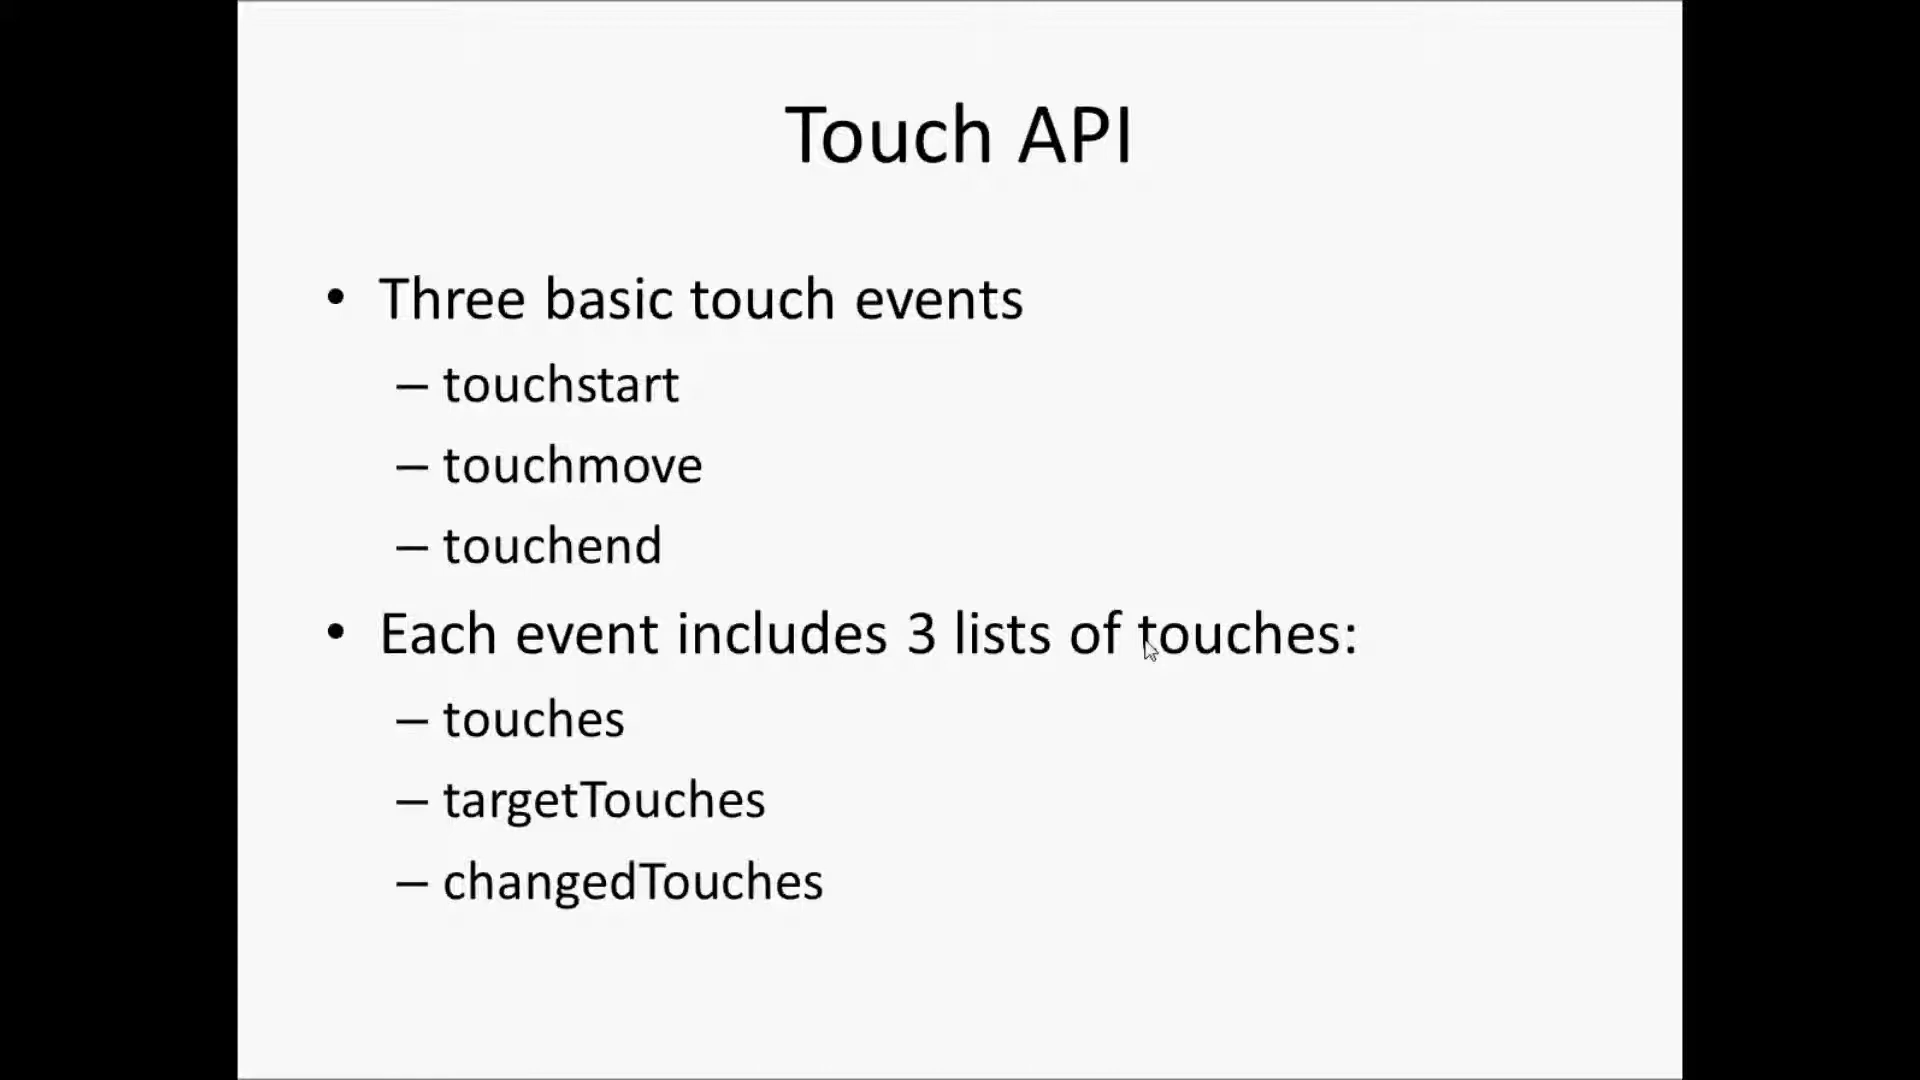 Touch API
• Three basic touch events
– touchstart
– touchmove
– touchend
• Each event includes 3 lists of touches:
– touches
– targetTouches
– changedTouches